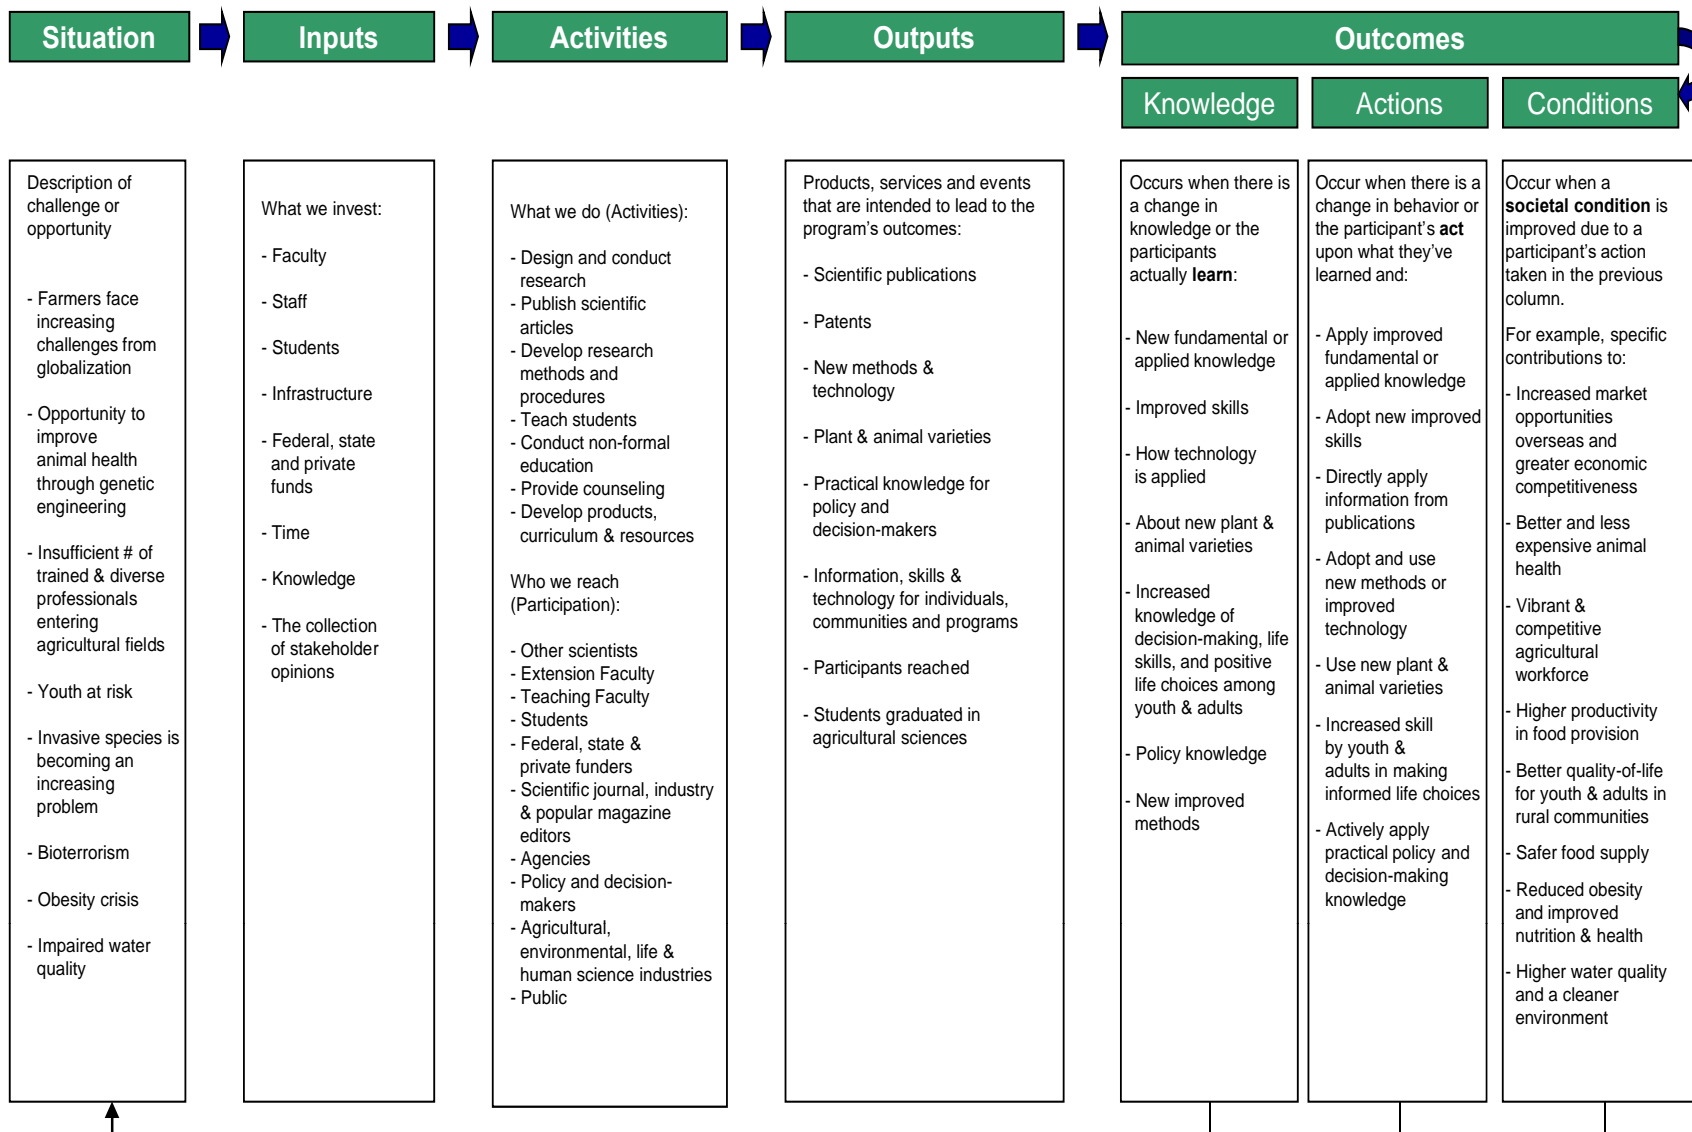 Situation
Inputs
Activities
Outputs
Outcomes
Knowledge
Actions
Conditions
Description of
challenge or
opportunity
- Farmers face
increasing
challenges from
globalization
- Opportunity to
improve
animal health
through genetic
engineering
- Insufficient # of
trained & diverse
professionals
entering
agricultural fields
- Youth at risk
- Invasive species is
becoming an
increasing
problem
- Bioterrorism
- Obesity crisis
- Impaired water
quality
What we invest:
- Faculty
- Staff
- Students
- Infrastructure
- Federal, state
and private
funds
- Time
- Knowledge
- The collection
of stakeholder
opinions
What we do (Activities):
- Design and conduct
research
- Publish scientific
articles
- Develop research
methods and
procedures
- Teach students
- Conduct non-formal
education
- Provide counseling
- Develop products,
curriculum & resources
Who we reach
(Participation):
- Other scientists
- Extension Faculty
- Teaching Faculty
- Students
- Federal, state &
private funders
- Scientific journal, industry
& popular magazine
editors
- Agencies
- Policy and decision-
makers
- Agricultural,
environmental, life &
human science industries
- Public
Products, services and events
that are intended to lead to the
program's outcomes:
- Scientific publications
- Patents
- New methods &
technology
- Plant & animal varieties
- Practical knowledge for
policy and
decision-makers
- Information, skills &
technology for individuals,
communities and programs
- Participants reached
- Students graduated in
agricultural sciences
Occurs when there is
a change in
knowledge or the
participants
actually learn:
- New fundamental or
applied knowledge
- Improved skills
- How technology
is applied
- About new plant &
animal varieties
- Increased
knowledge of
decision-making, life
skills, and positive
life choices among
youth & adults
- Policy knowledge
- New improved
methods
Occur when there is a
change in behavior or
the participant's act
upon what they've
learned and:
- Apply improved
fundamental or
applied knowledge
- Adopt new improved
skills
- Directly apply
information from
publications
- Adopt and use
new methods or
improved
technology
- Use new plant &
animal varieties
- Increased skill
by youth &
adults in making
informed life choices
- Actively apply
practical policy and
decision-making
knowledge
Occur when a
societal condition is
improved due to a
participant's action
taken in the previous
column.
For example, specific
contributions to:
- Increased market
opportunities
overseas and
greater economic
competitiveness
- Better and less
expensive animal
health
- Vibrant &
competitive
agricultural
workforce
- Higher productivity
in food provision
- Better quality-of-life
for youth & adults in
rural communities
- Safer food supply
- Reduced obesity
and improved
nutrition & health
- Higher water quality
and a cleaner
environment